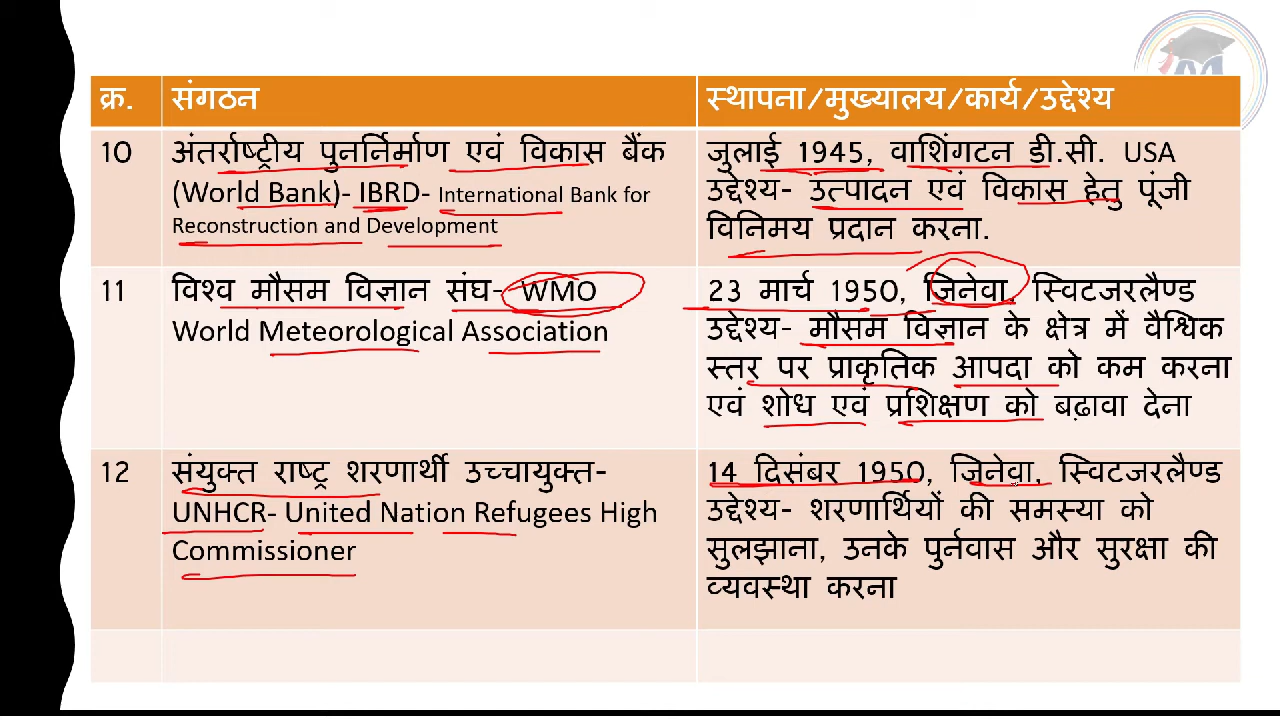 क्र. संगठन स्थापना/मुख्यालय/कार्य/उद्देश्य
10 अंतर्राष्ट्रीय पुनर्निर्माण एवं विकास बैंक
(World Bank)- IBRD- International Bank for
Reconstruction and Development
जुलाई 1945, वाशिंगटन डी.सी. USA
उद्देश्य- उत्पादन एवं विकास हेतु पूंजी
विनिमय प्रदान करना.
11 विश्व मौसम विज्ञान संघ- WMO
World Meteorological Association
23 मार्च 1950, जिनेवा, स्विटजरलैण्ड
उद्देश्य- मौसम विज्ञान के क्षेत्र में वैश्विक
स्तर पर प्राकृतिक आपदा को कम करना
एवं शोध एवं प्रशिक्षण को बढ़ावा देना
12 संयुक्त राष्ट्र शरणार्थी उच्चायुक्त-
UNHCR- United Nation Refugees High
Commissioner
14 दिसंबर 1950, जिनेवा, स्विटजरलैण्ड
उद्देश्य- शरणार्थियों की समस्या को
सुलझाना, उनके पुर्नवास और सुरक्षा की
व्यवस्था करना